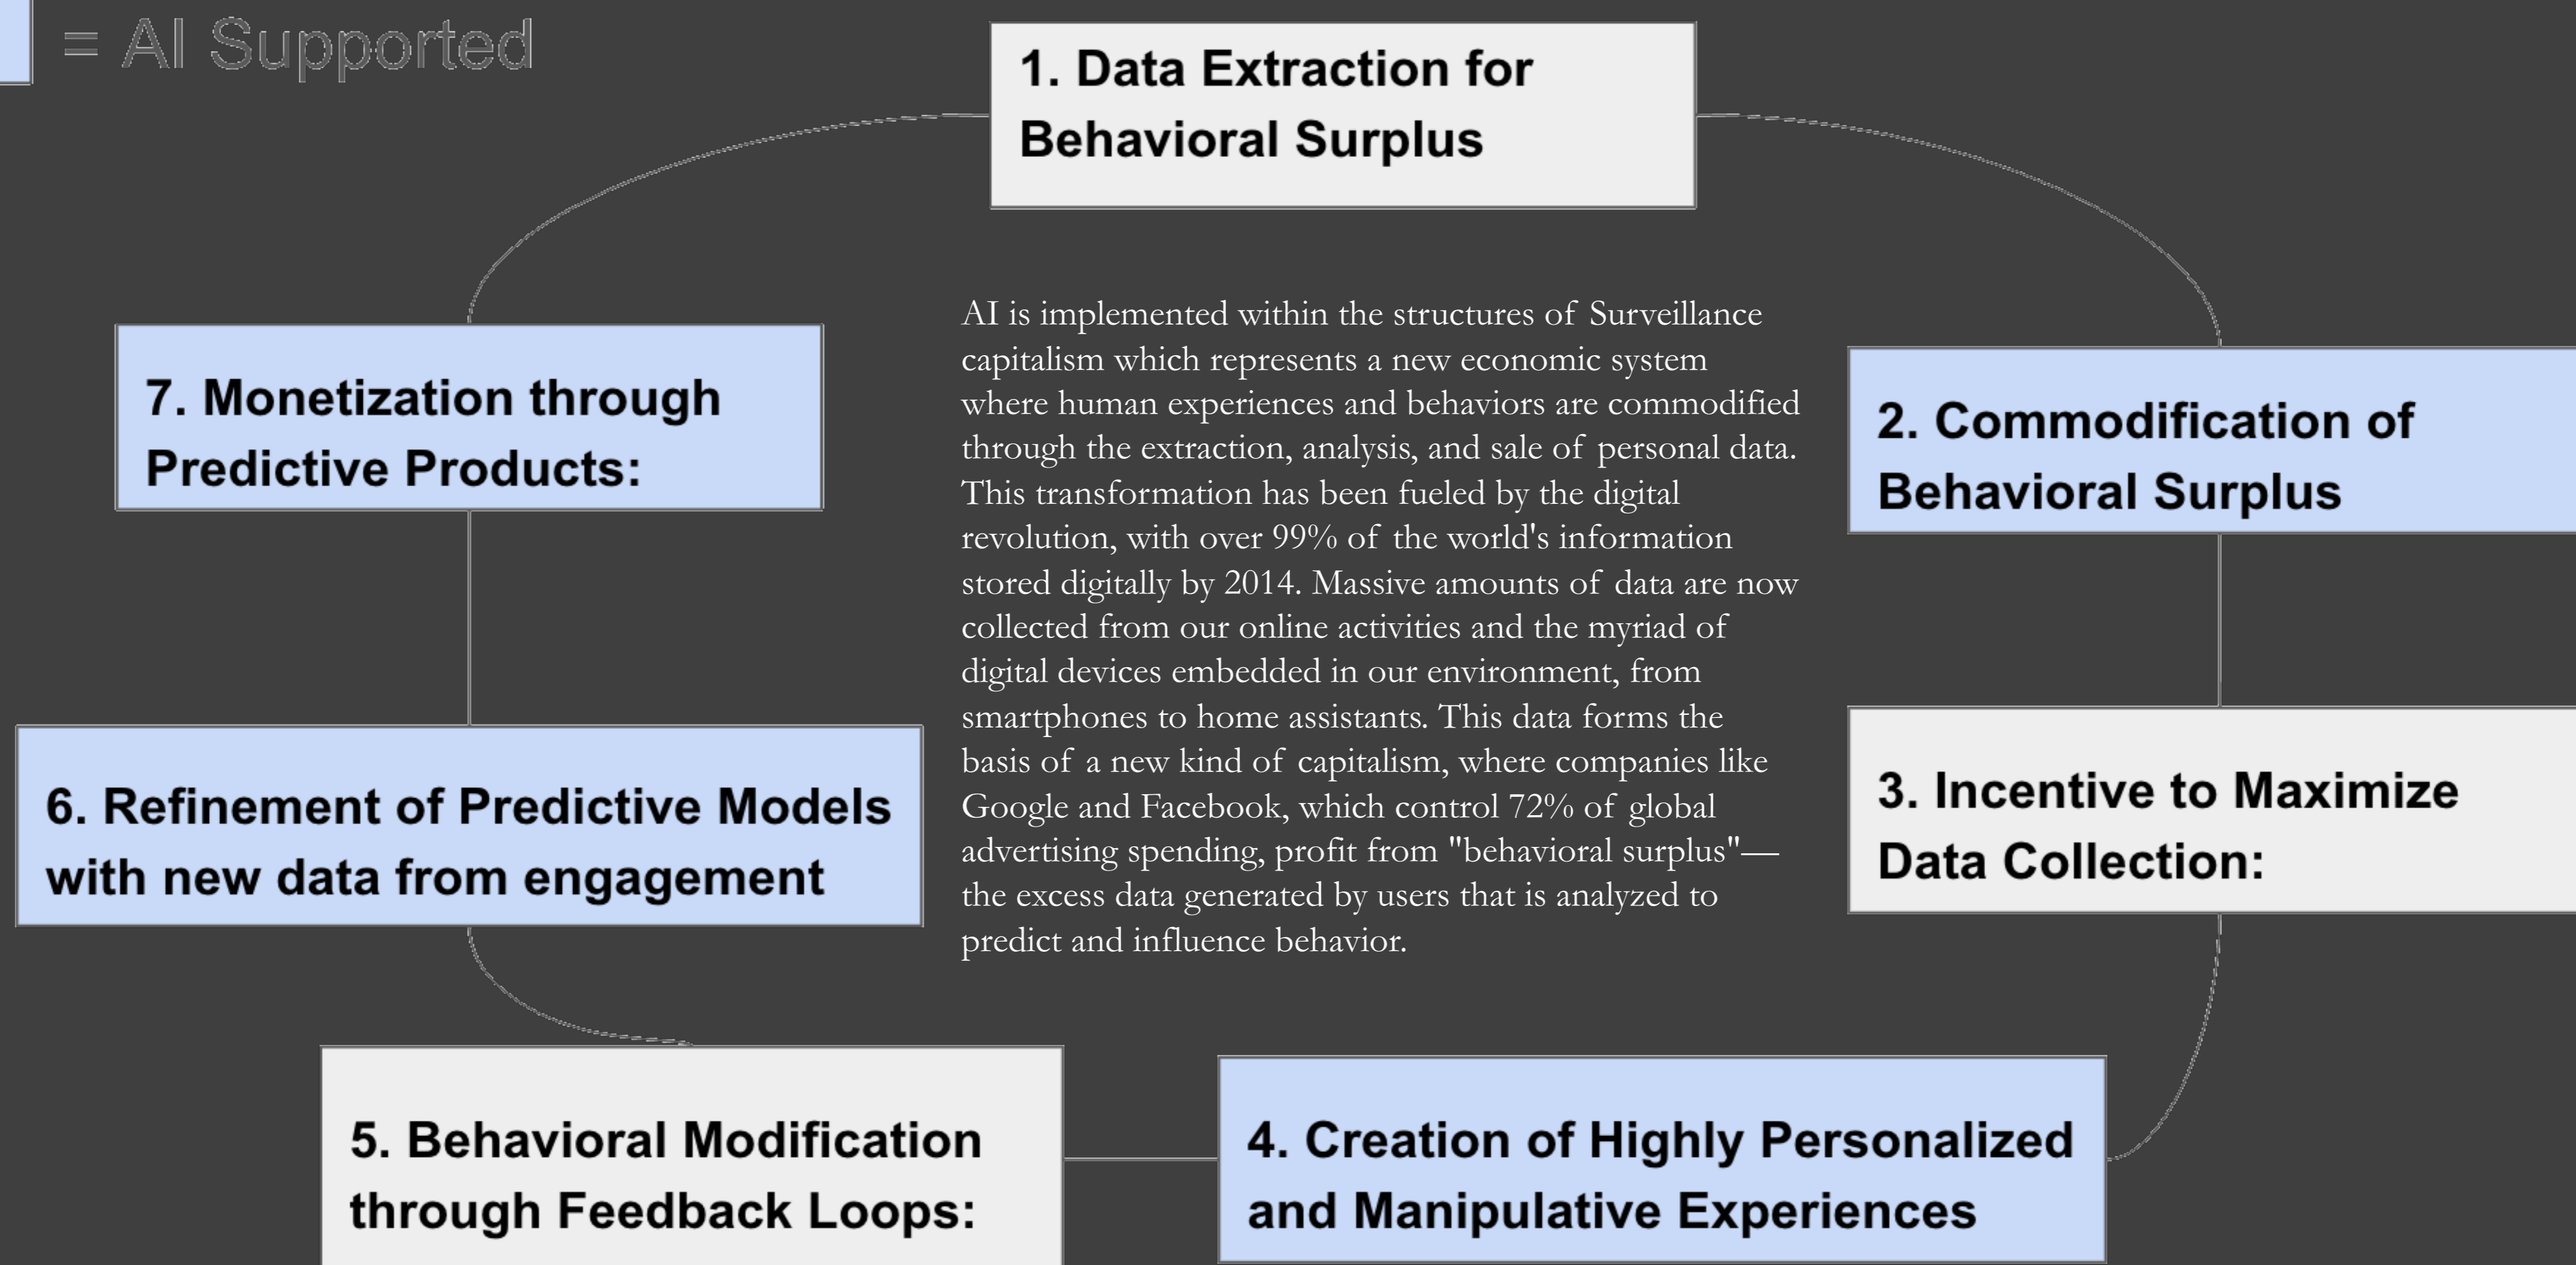 = AI Supported
1. Data Extraction for
Behavioral Surplus
2. Commodification of
Behavioral Surplus
3. Incentive to Maximize
Data Collection:
4. Creation of Highly Personalized
and Manipulative Experiences
5. Behavioral Modification
through Feedback Loops:
6. Refinement of Predictive Models
with new data from engagement
7. Monetization through
Predictive Products:
AI is implemented within the structures of Surveillance
capitalism which represents a new economic system
where human experiences and behaviors are commodified
through the extraction, analysis, and sale of personal data.
This transformation has been fueled by the digital
revolution, with over 99% of the world's information
stored digitally by 2014. Massive amounts of data are now
collected from our online activities and the myriad of
digital devices embedded in our environment, from
smartphones to home assistants. This data forms the
basis of a new kind of capitalism, where companies like
Google and Facebook, which control 72% of global
advertising spending, profit from "behavioral surplus"—
the excess data generated by users that is analyzed to
predict and influence behavior.